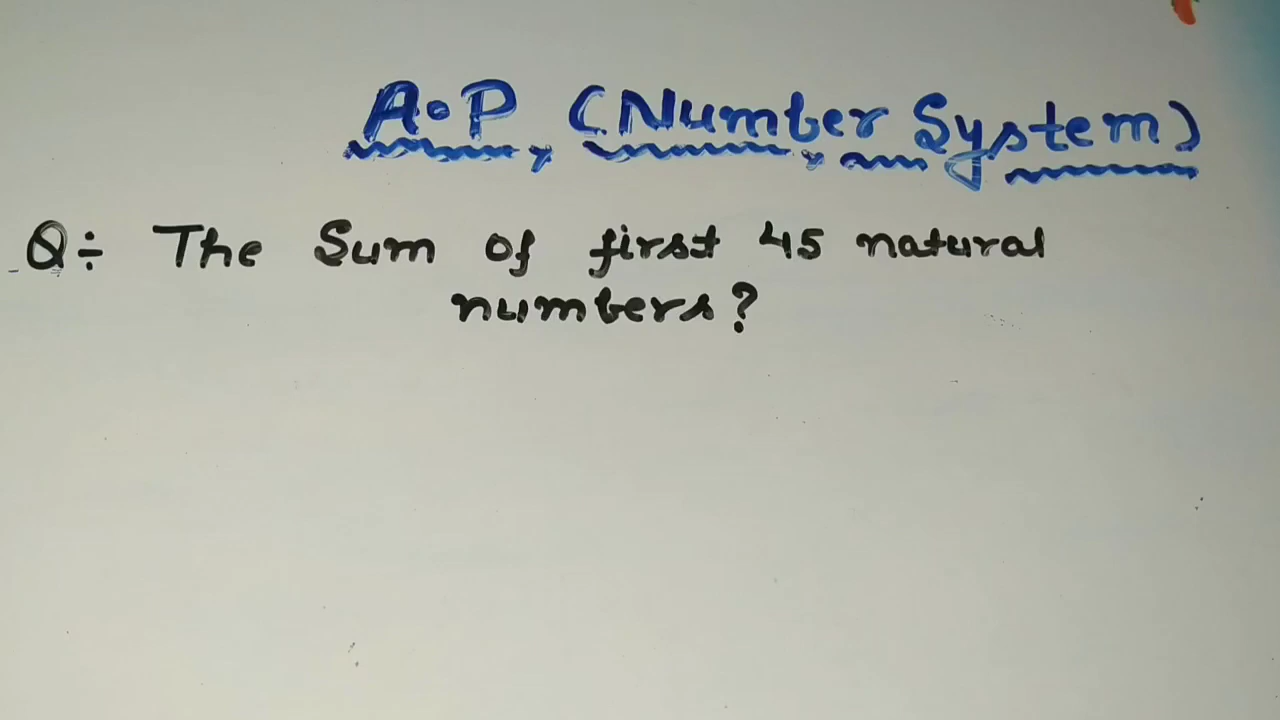 A.P (Number System)
Q÷ The Sum of first 45 natural
numbers?